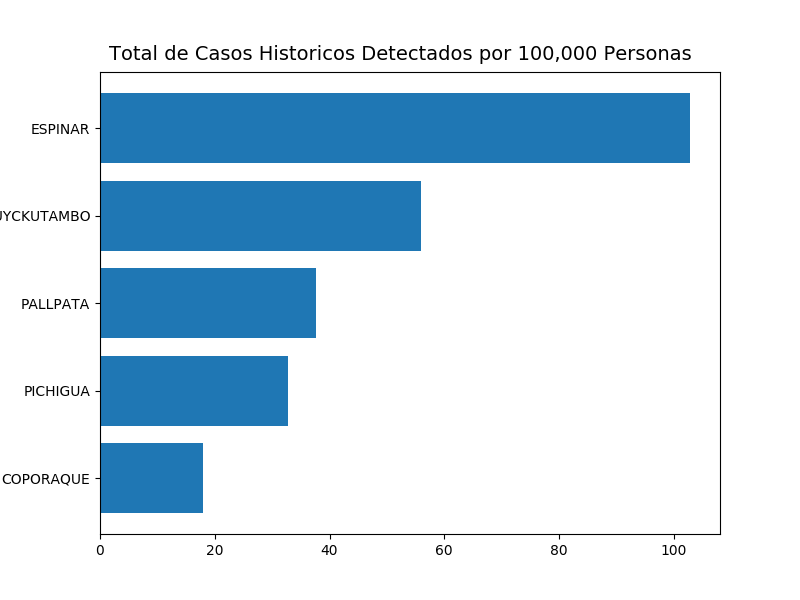 Total de Casos Historicos Detectados por 100,000 Personas
ESPINAR
UYCKUTAMBO
PALLPATA
PICHIGUA
COPORAQUE
0 20 40 60 80 100